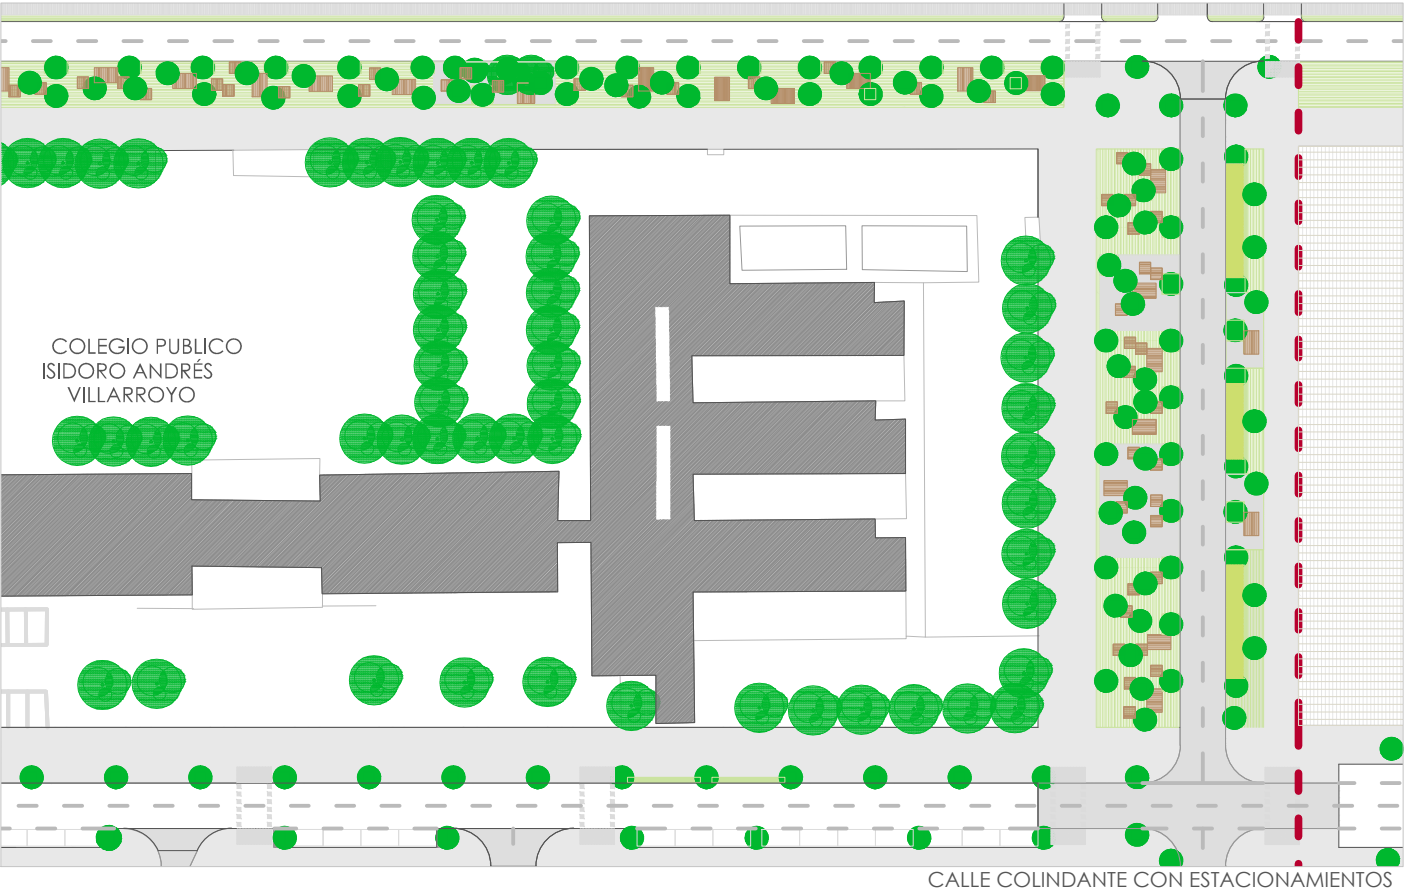 COLEGIO PUBLICO
ISIDORO ANDRÉS
VILLARROYO
CALLE COLINDANTE CON ESTACIONAMIENTOS